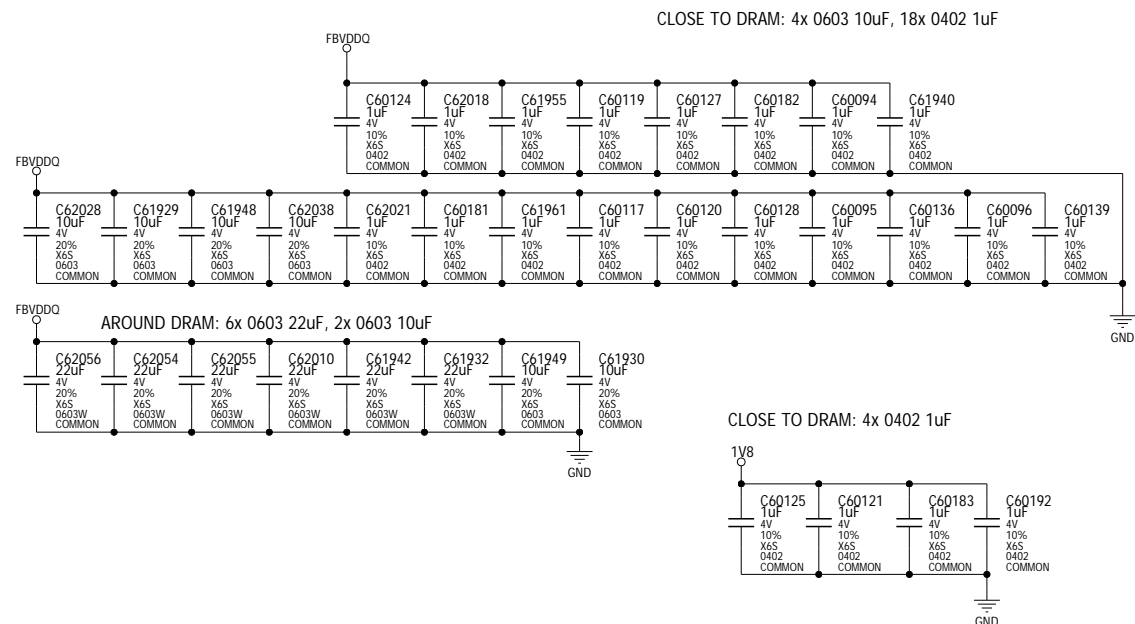 CLOSE TO DRAM: 4x 0603 10uF, 18x 0402 1uF
FBVDDQ
C60124 C62018 C61955 C60119 C60127 C60182 C60094 C61940
1uF 1uF 1uF 1uF 1uF 1uF 1uF 1uF
4V 4V 4V 4V 4V 4V 4V 4V
10% 10% 10% 10% 10% 10% 10% 10%
X6S X6S X6S X6S X6S X6S X6S X6S
0402 0402 0402 0402 0402 0402 0402 0402
COMMON COMMON COMMON COMMON COMMON COMMON COMMON COMMON
FBVDDQ
C62028 C61929 C61948 C62038 C62021 C60181 C61961 C60117 C60120 C60128 C60095 C60136 C60096 C60139
10uF 10uF 10uF 10uF 1uF 1uF 1uF 1uF 1uF 1uF 1uF 1uF 1uF 1uF
4V 4V 4V 4V 4V 4V 4V 4V 4V 4V 4V 4V 4V 4V
20% 20% 20% 20% 10% 10% 10% 10% 10% 10% 10% 10% 10% 10%
X6S X6S X6S X6S X6S X6S X6S X6S X6S X6S X6S X6S X6S X6S
0603 0603 0603 0603 0402 0402 0402 0402 0402 0402 0402 0402 0402 0402
COMMON COMMON COMMON COMMON COMMON COMMON COMMON COMMON COMMON COMMON COMMON COMMON COMMON COMMON
GND
FBVDDQ
AROUND DRAM: 6x 0603 22uF, 2x 0603 10uF
C62056 C62054 C62055 C62010 C61942 C61932 C61949 C61930
22uF 22uF 22uF 22uF 22uF 22uF 10uF 10uF
4V 4V 4V 4V 4V 4V 4V 4V
20% 20% 20% 20% 20% 20% 20% 20%
X6S X6S X6S X6S X6S X6S X6S X6S
0603W 0603W 0603W 0603W 0603W 0603W 0603 0603
COMMON COMMON COMMON COMMON COMMON COMMON COMMON COMMON
GND
CLOSE TO DRAM: 4x 0402 1uF
1V8
C60125 C60121 C60183 C60192
1uF 1uF 1uF 1uF
4V 4V 4V 4V
10% 10% 10% 10%
X6S X6S X6S X6S
0402 0402 0402 0402
COMMON COMMON COMMON COMMON
GND